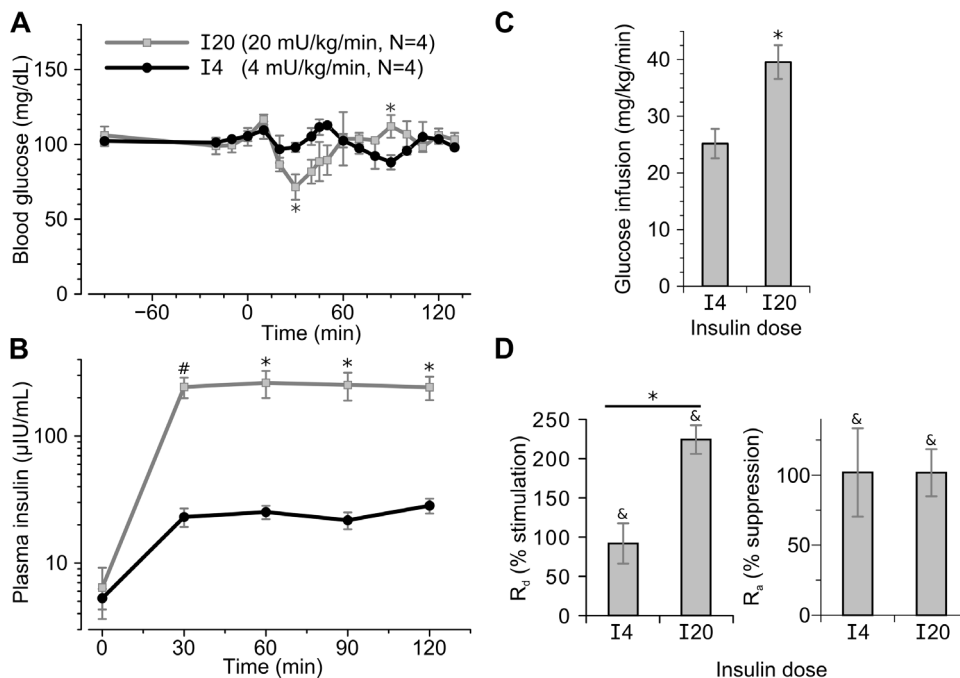 A
I20 (20 mU/kg/min, N=4)
I4 (4 mU/kg/min, N=4)
Blood glucose (mg/dL)
150
100
50
0
*
*
−60
0
60
120
Time (min)
B
Plasma insulin (µIU/mL)
100
10
#
*
*
*
0
30
60
90
120
Time (min)
C
Glucose infusion (mg/kg/min)
40
30
20
10
0
*
I4
I20
Insulin dose
D
R_d (% stimulation)
250
200
150
100
50
0
*
&
&
I4
I20
R_a (% suppression)
100
50
0
&
&
I4
I20
Insulin dose